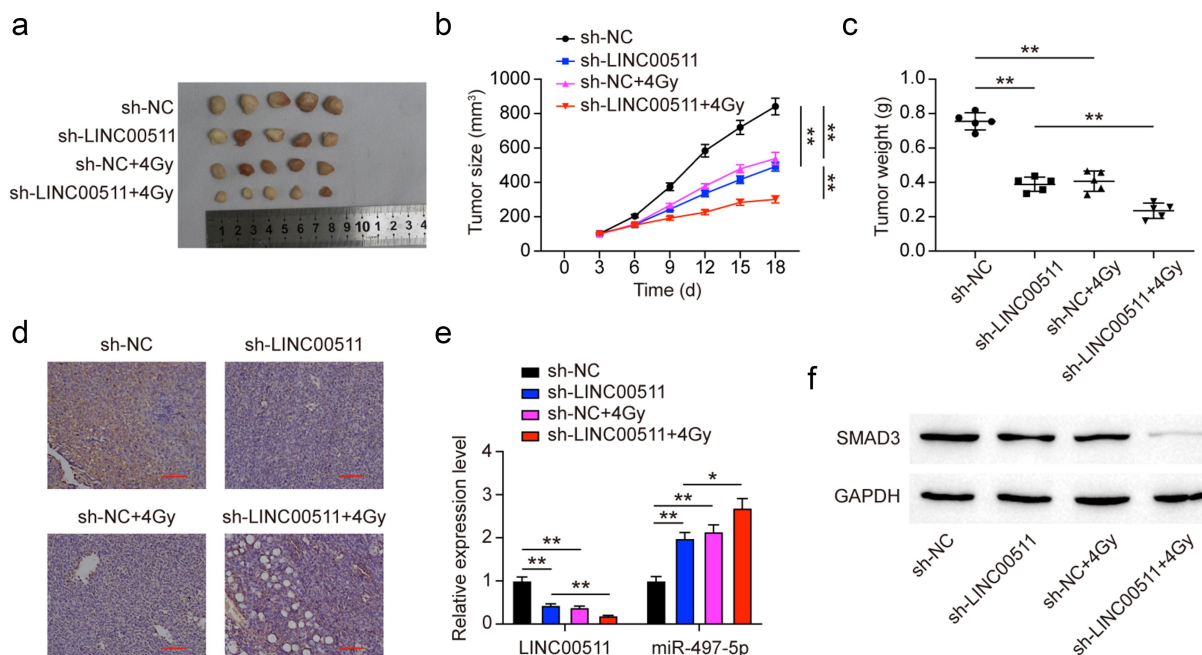 a
sh-NC
sh-LINC00511
sh-NC+4Gy
sh-LINC00511+4Gy
1 2 3 4 5 6 7 8 9 10 1 2 3 4
b
sh-NC
sh-LINC00511
sh-NC+4Gy
sh-LINC00511+4Gy
Tumor size (mm³)
1000
800
600
400
200
0
0 3 6 9 12 15 18
Time (d)
**
**
**
c
Tumor weight (g)
1.0
0.8
0.6
0.4
0.2
0.0
**
**
**
sh-NC
sh-LINC00511
sh-NC+4Gy
sh-LINC00511+4Gy
d
sh-NC
sh-LINC00511
sh-NC+4Gy
sh-LINC00511+4Gy
e
sh-NC
sh-LINC00511
sh-NC+4Gy
sh-LINC00511+4Gy
Relative expression level
4
3
2
1
0
**
**
**
**
**
*
LINC00511
miR-497-5p
f
SMAD3
GAPDH
sh-NC
sh-LINC00511
sh-NC+4Gy
sh-LINC00511+4Gy